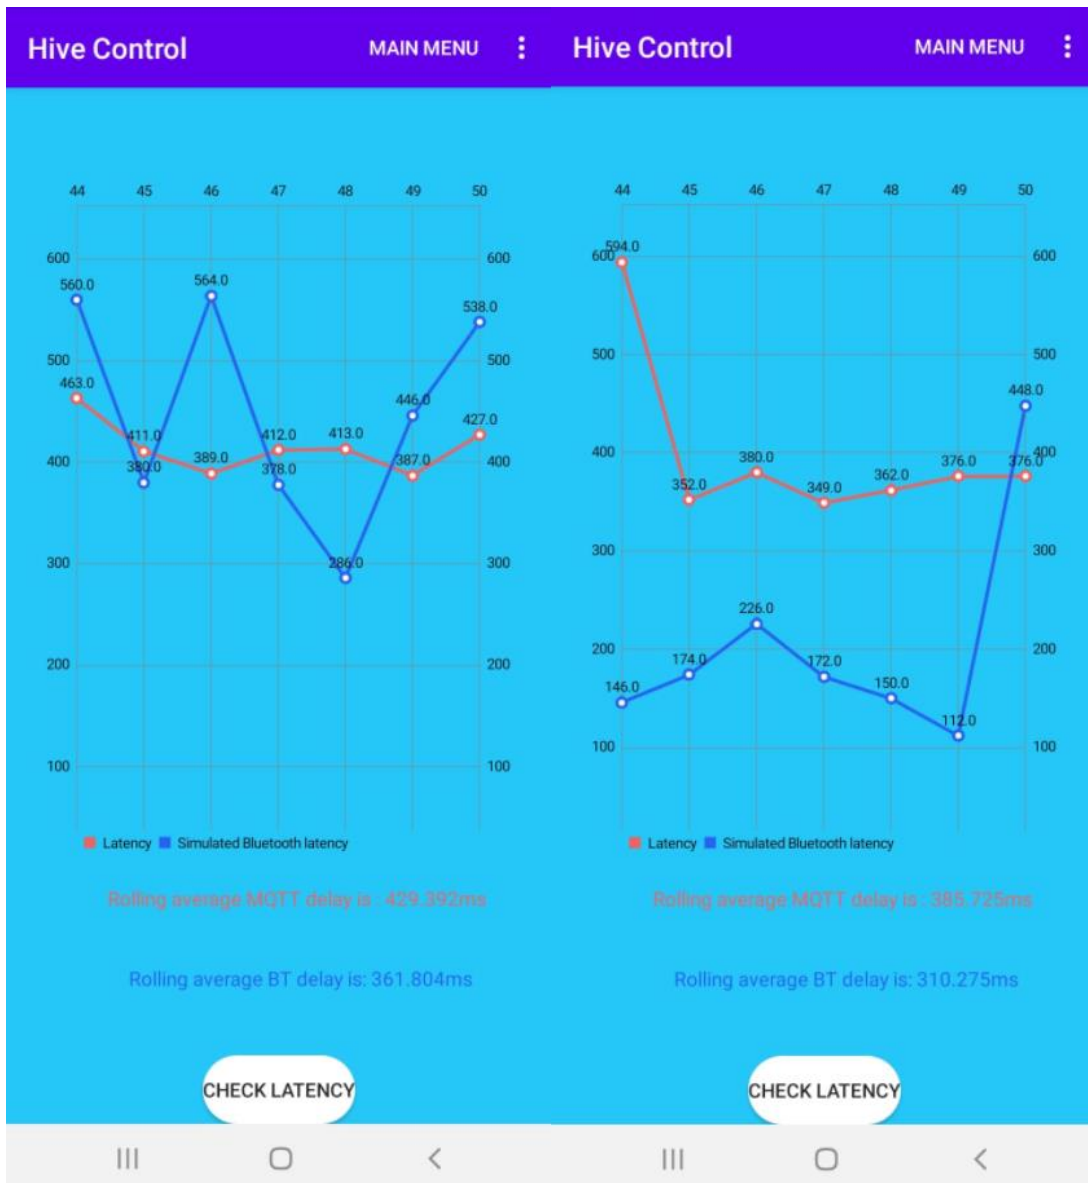 Hive Control MAIN MENU
44 45 46 47 48 49 50
600 600
560.0 564.0 538.0
500 500
463.0 411.0 389.0 412.0 413.0 446.0 427.0
380.0 378.0 387.0
400 400
300 286.0 300
200 200
100 100
Latency Simulated Bluetooth latency
Rolling average MQTT delay is : 429.392ms
Rolling average BT delay is: 361.804ms
CHECK LATENCY
Hive Control MAIN MENU
44 45 46 47 48 49 50
600 594.0 600
500 500
448.0
400 400
352.0 380.0 349.0 362.0 376.0 376.0
300 300
226.0
200 200
146.0 174.0 172.0 150.0 112.0
100 100
Latency Simulated Bluetooth latency
Rolling average MQTT delay is : 385.725ms
Rolling average BT delay is: 310.275ms
CHECK LATENCY